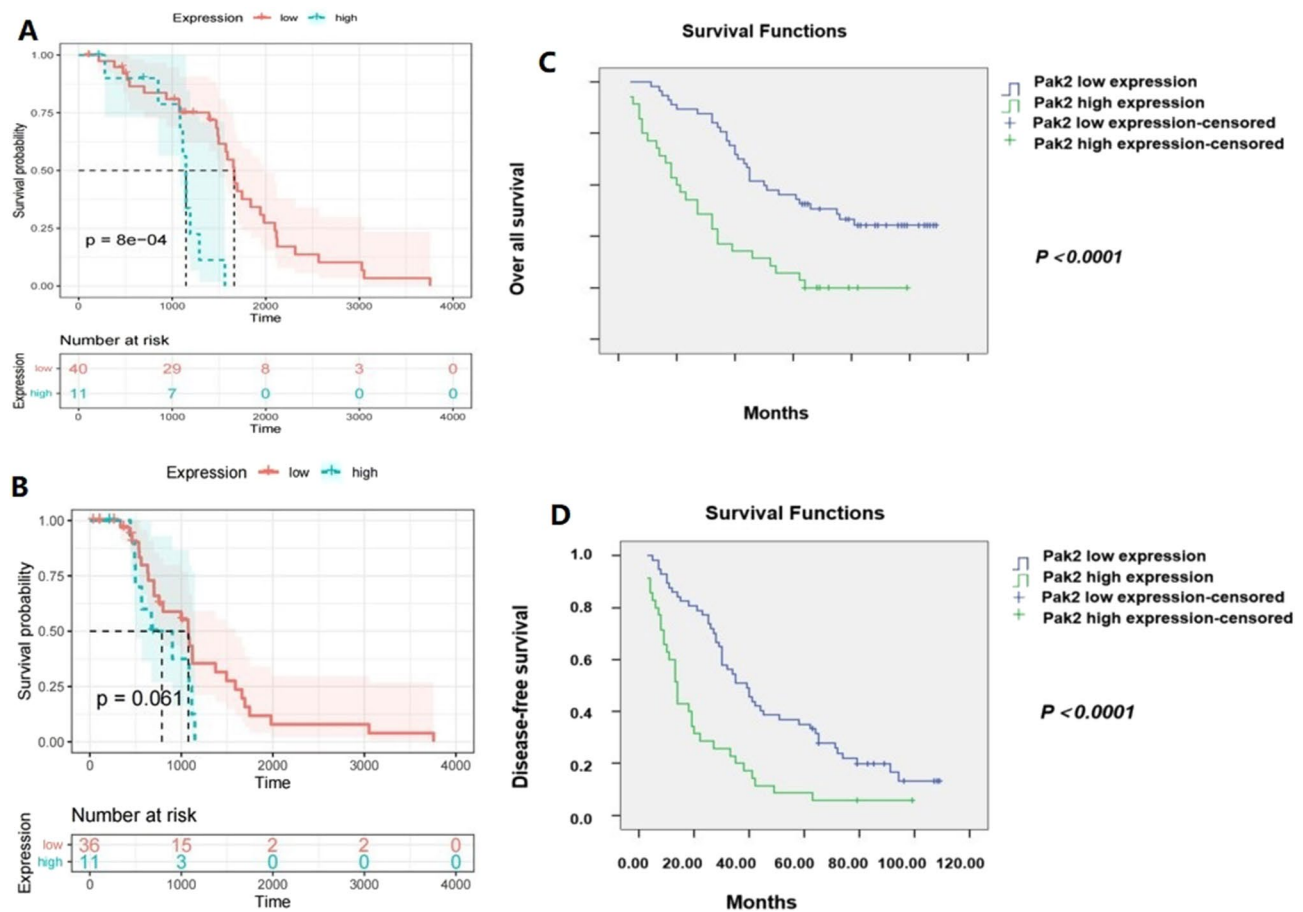 A
Expression low high
1.00
0.75
0.50
0.25
0.00
Survival probability
p = 8e−04
0 1000 2000 3000 4000
Time
Number at risk
Expression
low 40 29 8 3 0
high 11 7 0 0 0
0 1000 2000 3000 4000
Time
B
Expression low high
1.00
0.75
0.50
0.25
0.00
Survival probability
p = 0.061
0 1000 2000 3000 4000
Time
Number at risk
Expression
low 36 15 2 2 0
high 11 3 0 0 0
0 1000 2000 3000 4000
Time
C
Survival Functions
Over all survival
Months
Pak2 low expression
Pak2 high expression
Pak2 low expression-censored
Pak2 high expression-censored
P <0.0001
D
Survival Functions
1.0
0.8
0.6
0.4
0.2
0.0
Disease-free survival
0.00 20.00 40.00 60.00 80.00 100.00 120.00
Months
Pak2 low expression
Pak2 high expression
Pak2 low expression-censored
Pak2 high expression-censored
P <0.0001